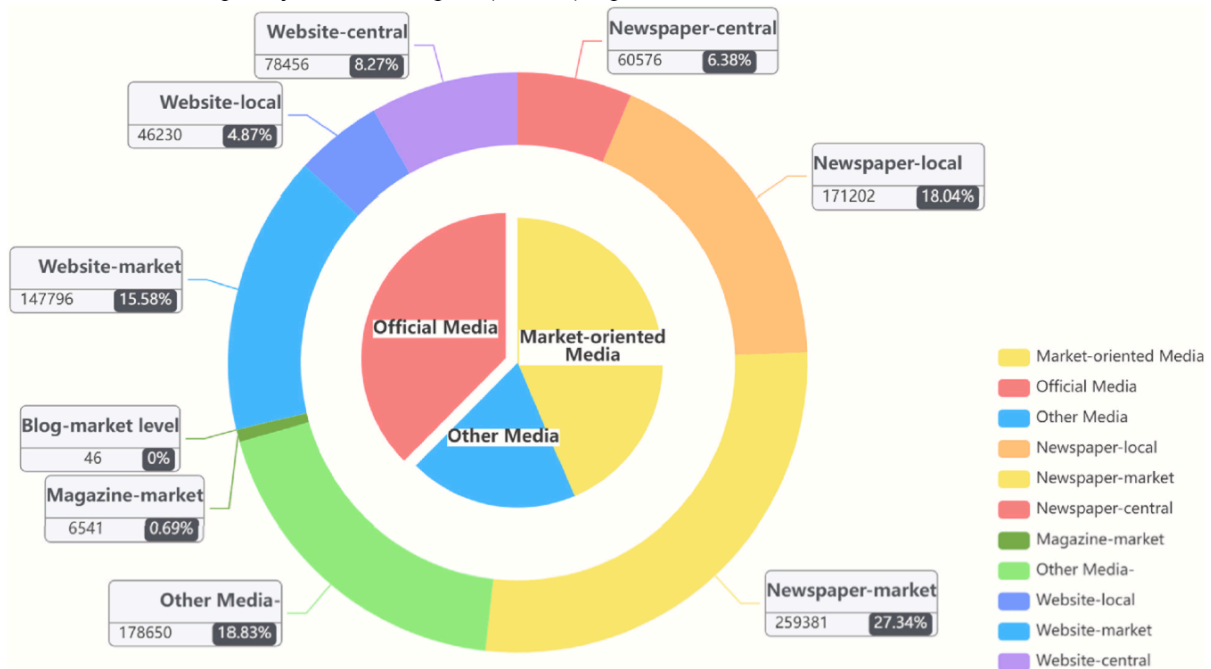 Website-central
78456 8.27%
Newspaper-central
60576 6.38%
Website-local
46230 4.87%
Newspaper-local
171202 18.04%
Website-market
147796 15.58%
Official Media
Market-oriented
Media
Other Media
Blog-market level
46 0%
Magazine-market
6541 0.69%
Other Media-
178650 18.83%
Newspaper-market
259381 27.34%
Market-oriented Media
Official Media
Other Media
Newspaper-local
Newspaper-market
Newspaper-central
Magazine-market
Other Media-
Website-local
Website-market
Website-central